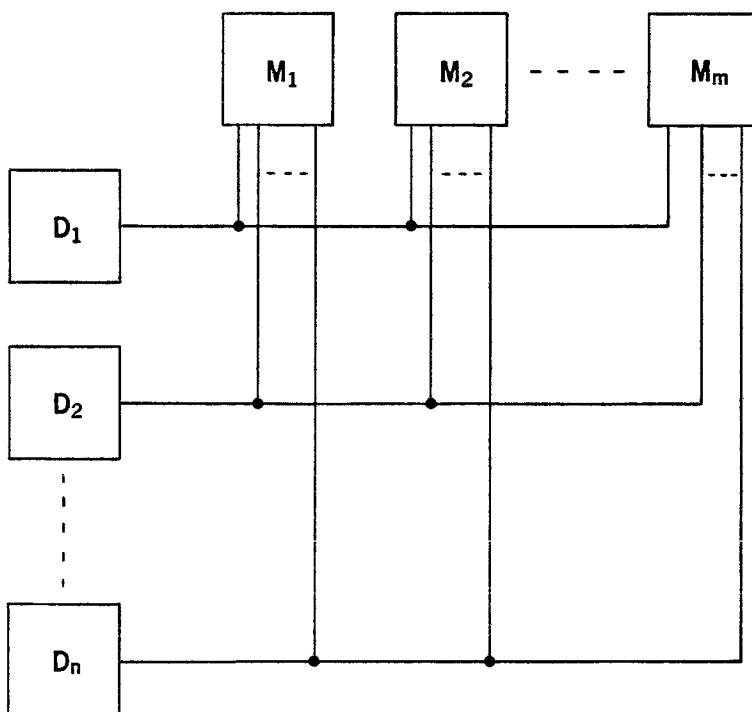 M₁ M₂ Mₘ
D₁
D₂
Dₙ